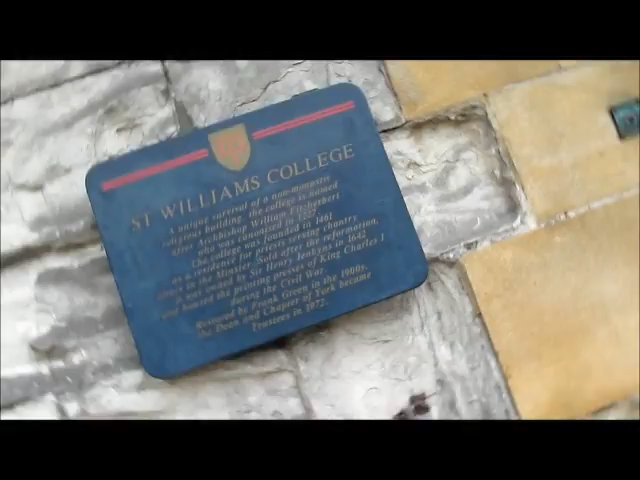 ST WILLIAMS COLLEGE
A unique survival of a non-monastic
religious building. The college is named
after Archbishop William Fitzherbert
who was canonized in 1227.
The college was founded in 1461
as a residence for priests serving chantry
altars in the Minster. Sold after the reformation,
it was owned by Sir Henry Jenkyns in 1642
and housed the printing presses of King Charles I
during the Civil War.
Restored by Frank Green in the 1900s,
the Dean and Chapter of York became
Trustees in 1972.